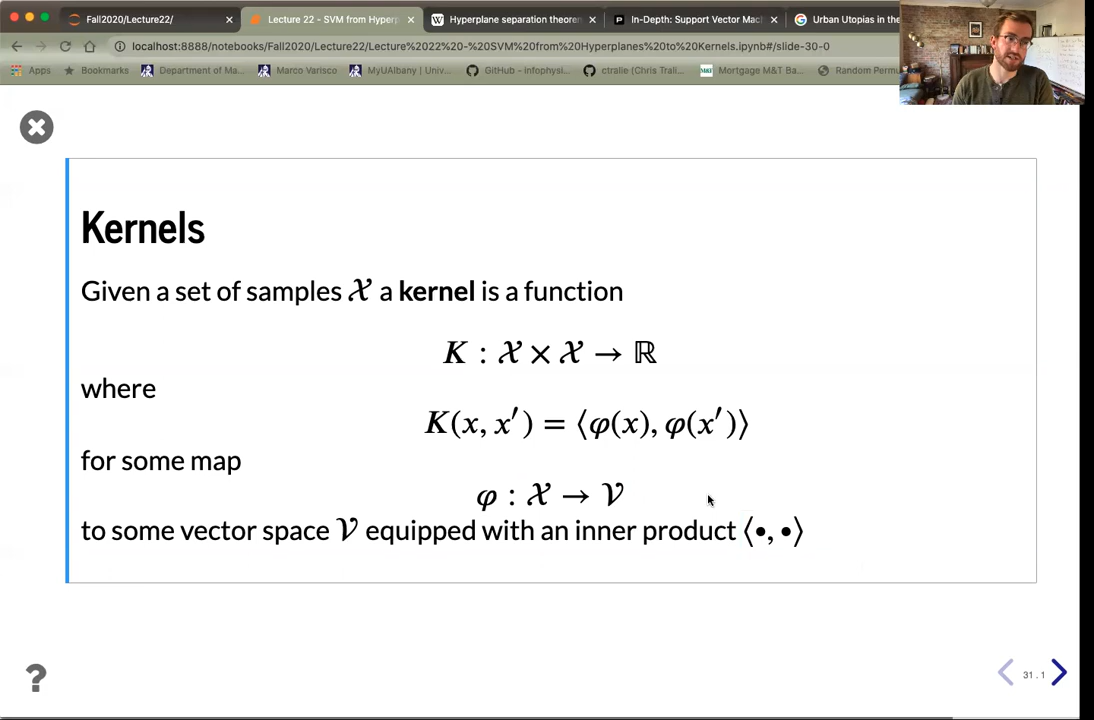 Fall2020/Lecture22/
Lecture 22 - SVM from Hyperp
Hyperplane separation theorem
In-Depth: Support Vector Mac
Urban Utopias in the
localhost:8888/notebooks/Fall2020/Lecture22/Lecture%2022%20-%20SVM%20from%20Hyperplanes%20to%20Kernels.ipynb#/slide-30-0
Apps
Bookmarks
Department of Ma...
Marco Varisco
MyUAlbany | Univ...
GitHub - Infophysi...
ctralie (Chris Trali...
Mortgage M&T Ba...
Random Permu
Kernels
Given a set of samples 𝒳 a kernel is a function
K : 𝒳 × 𝒳 → ℝ
where
K(x, x′) = ⟨φ(x), φ(x′)⟩
for some map
φ : 𝒳 → 𝒱
to some vector space 𝒱 equipped with an inner product ⟨•, •⟩
?
31 . 1